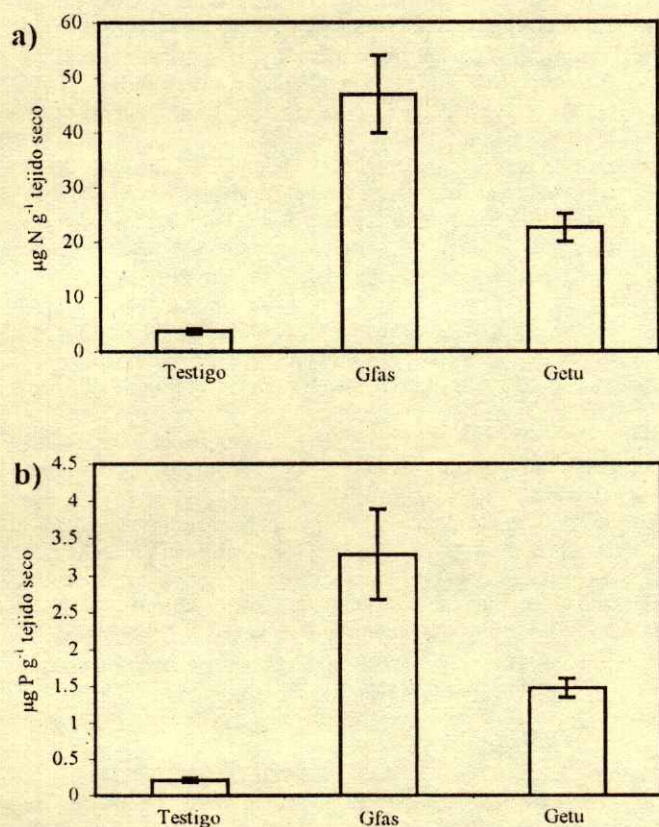 a)
60
50
40
30
20
10
0
µg N g⁻¹ tejido seco
Testigo Gfas Getu
b)
4.5
4
3.5
3
2.5
2
1.5
1
0.5
0
µg P g⁻¹ tejido seco
Testigo Gfas Getu